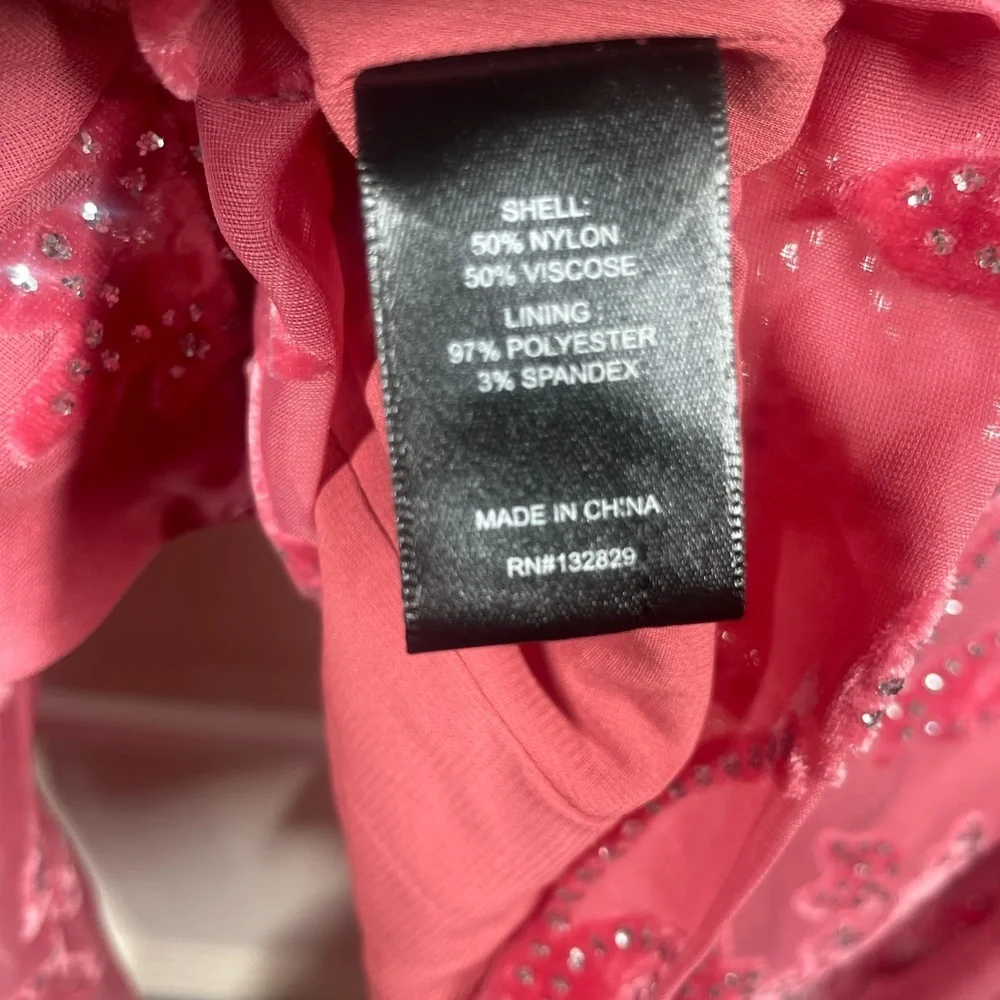 SHELL:
50% NYLON
50% VISCOSE
LINING :
97% POLYESTER
3% SPANDEX
MADE IN CHINA
RN#132829